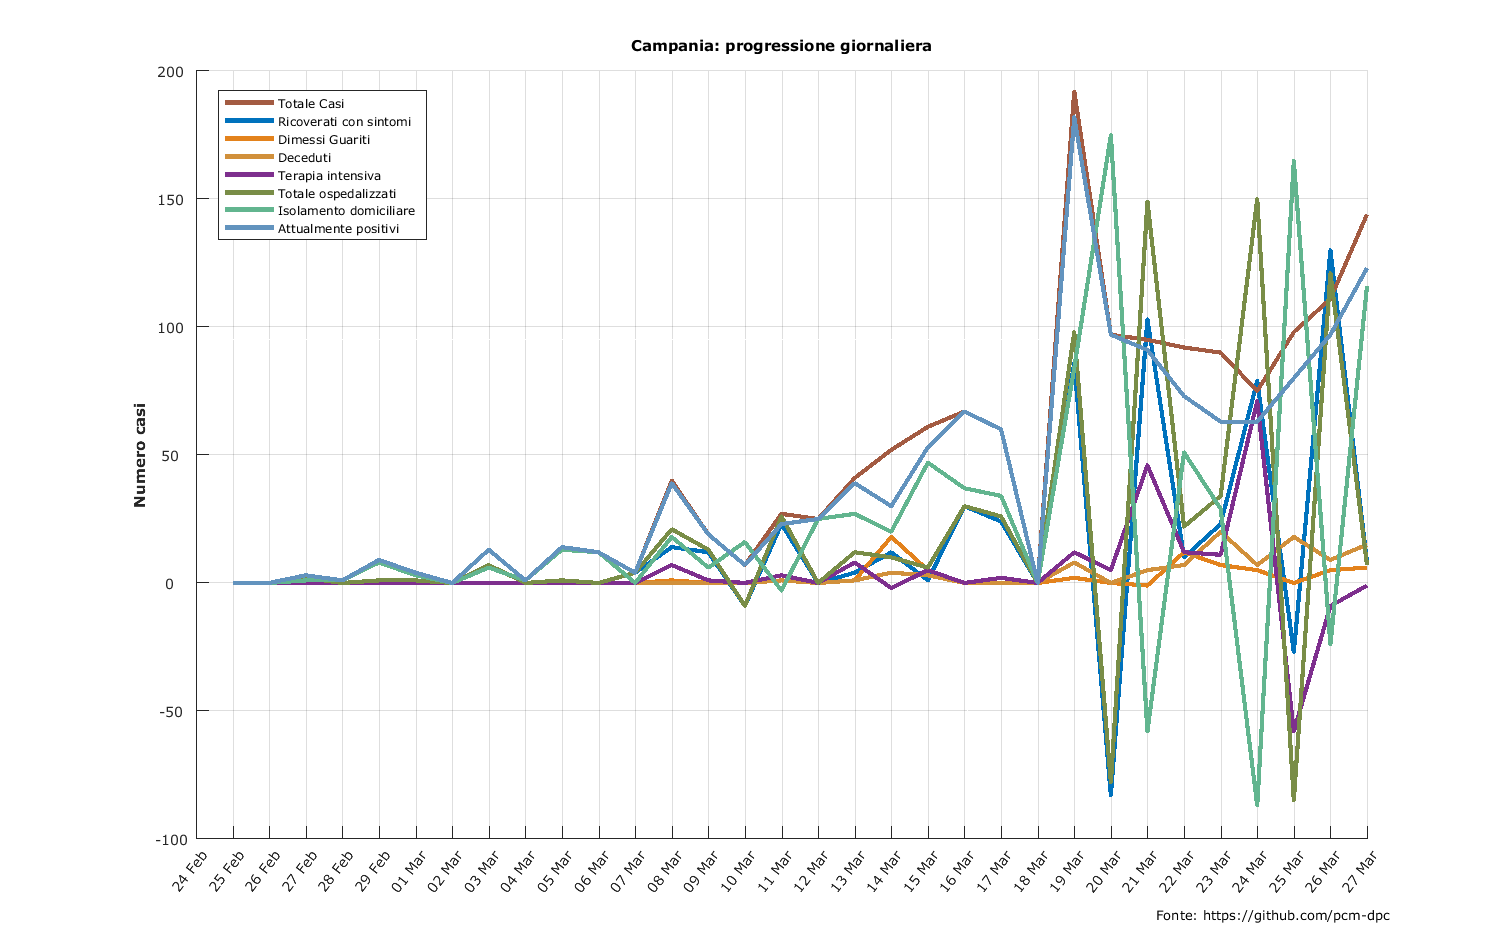 Campania: progressione giornaliera
200
150
100
50
0
-50
-100
Numero casi
Totale Casi
Ricoverati con sintomi
Dimessi Guariti
Deceduti
Terapia intensiva
Totale ospedalizzati
Isolamento domiciliare
Attualmente positivi
24 Feb
25 Feb
26 Feb
27 Feb
28 Feb
29 Feb
01 Mar
02 Mar
03 Mar
04 Mar
05 Mar
06 Mar
07 Mar
08 Mar
09 Mar
10 Mar
11 Mar
12 Mar
13 Mar
14 Mar
15 Mar
16 Mar
17 Mar
18 Mar
19 Mar
20 Mar
21 Mar
22 Mar
23 Mar
24 Mar
25 Mar
26 Mar
27 Mar
Fonte: https://github.com/pcm-dpc